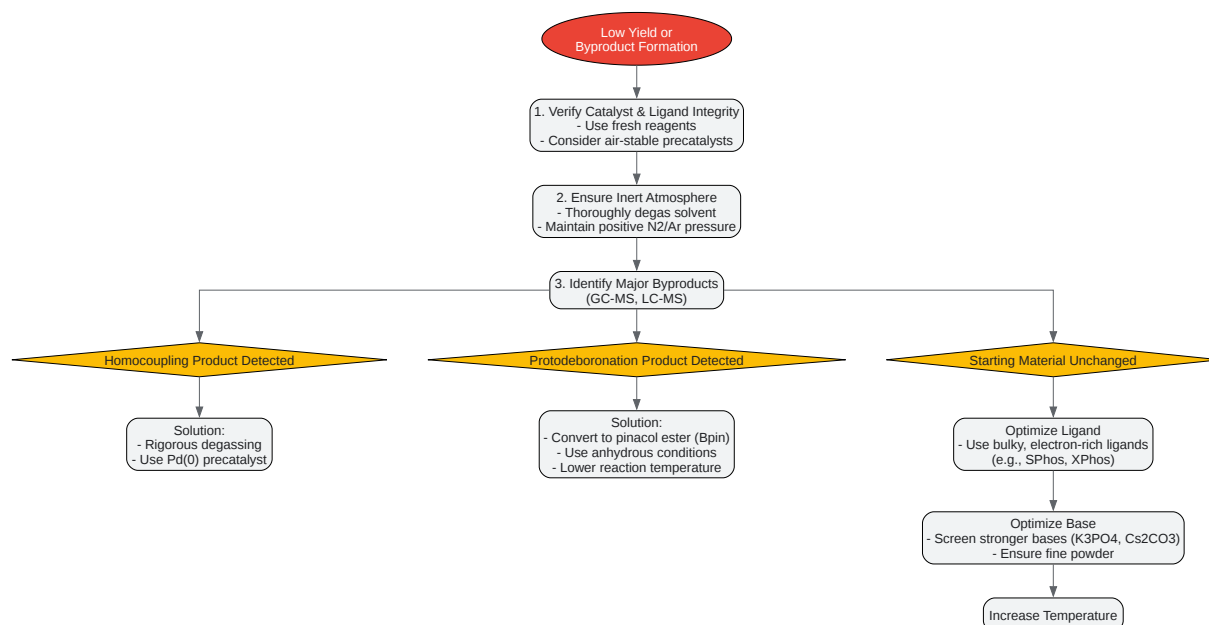 Low Yield or
Byproduct Formation
1. Verify Catalyst & Ligand Integrity
- Use fresh reagents
- Consider air-stable precatalysts
2. Ensure Inert Atmosphere
- Thoroughly degas solvent
- Maintain positive N2/Ar pressure
3. Identify Major Byproducts
(GC-MS, LC-MS)
Homocoupling Product Detected
Protodeboronation Product Detected
Starting Material Unchanged
Solution:
- Rigorous degassing
- Use Pd(0) precatalyst
Solution:
- Convert to pinacol ester (Bpin)
- Use anhydrous conditions
- Lower reaction temperature
Optimize Ligand
- Use bulky, electron-rich ligands
(e.g., SPhos, XPhos)
Optimize Base
- Screen stronger bases (K3PO4, Cs2CO3)
- Ensure fine powder
Increase Temperature